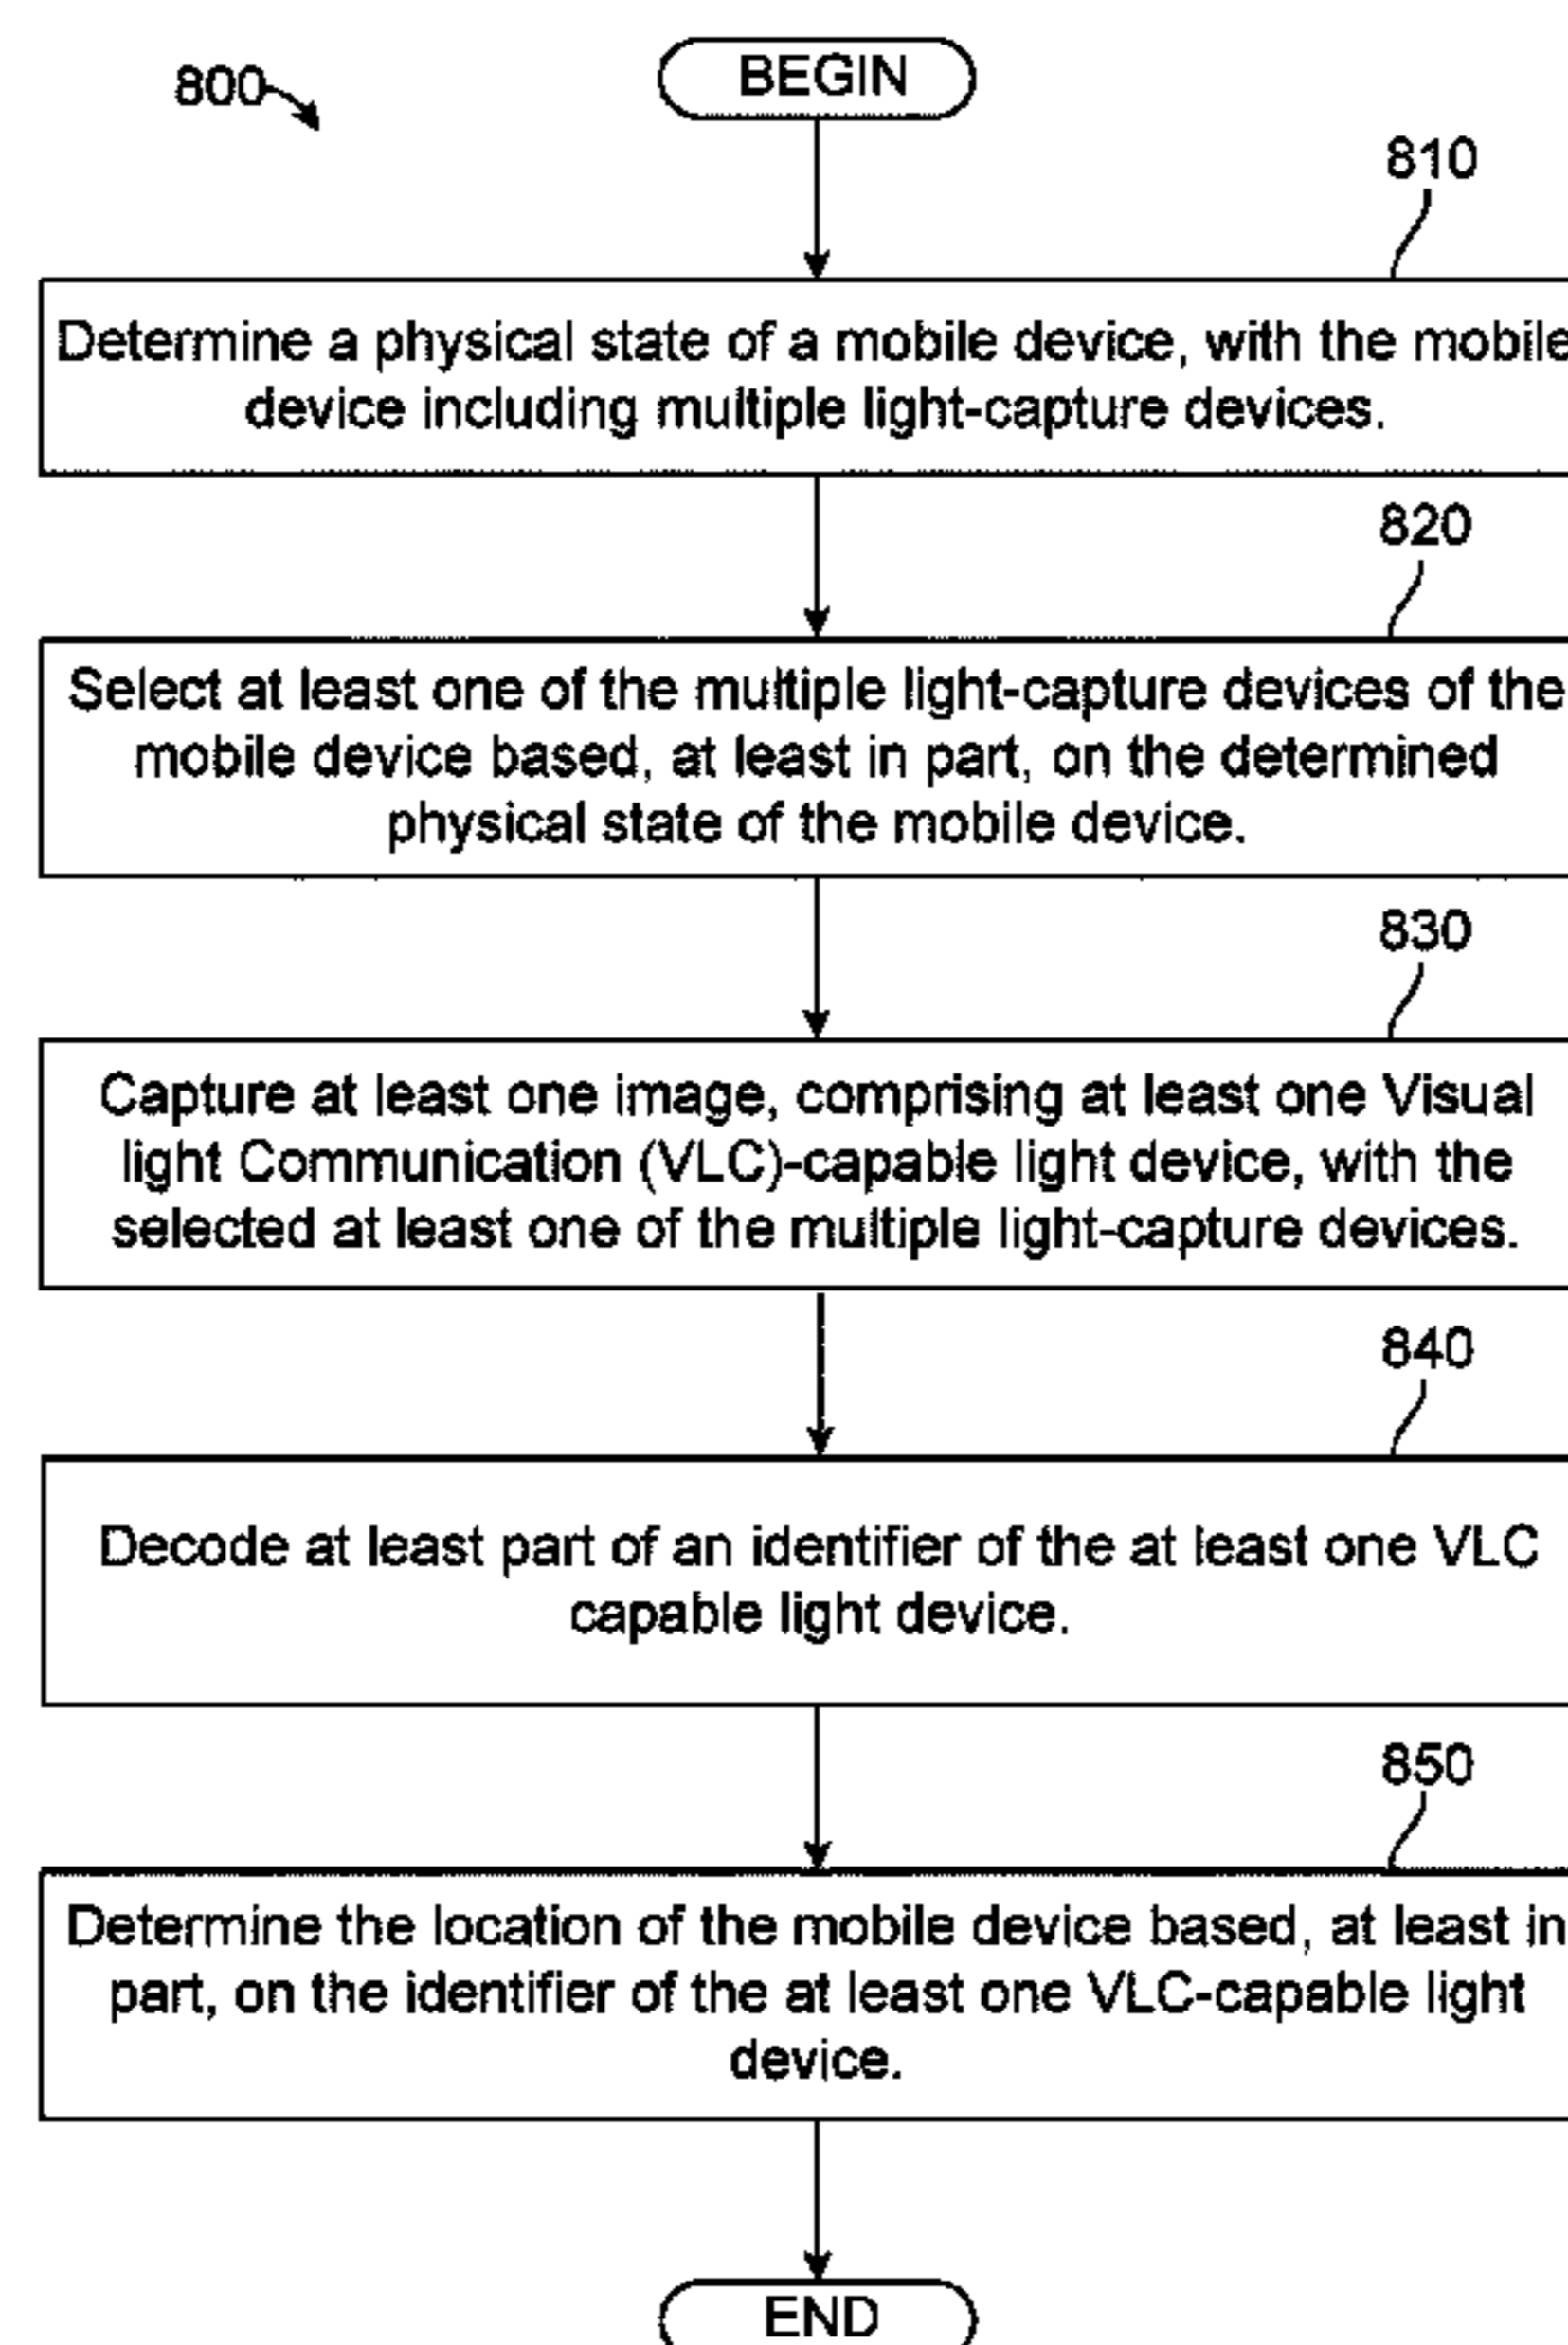 800
BEGIN
810
Determine a physical state of a mobile device, with the mobile
device including multiple light-capture devices.
820
Select at least one of the multiple light-capture devices of the
mobile device based, at least in part, on the determined
physical state of the mobile device.
830
Capture at least one image, comprising at least one Visual
light Communication (VLC)-capable light device, with the
selected at least one of the multiple light-capture devices.
840
Decode at least part of an identifier of the at least one VLC
capable light device.
850
Determine the location of the mobile device based, at least in
part, on the identifier of the at least one VLC-capable light
device.
END